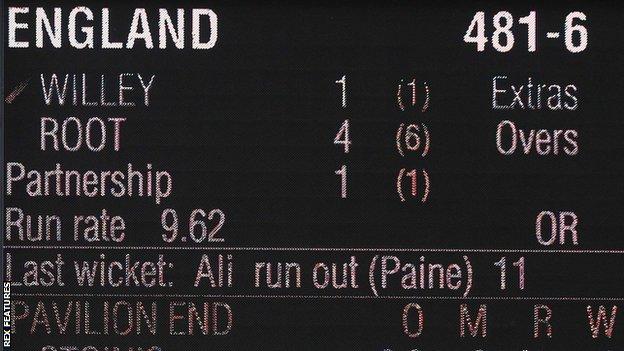 ENGLAND 481-6
WILLEY 1 (1) Extras
ROOT 4 (6) Overs
Partnership 1 (1)
Run rate 9.62 OR
Last wicket: Ali run out (Paine) 11
PAVILION END O M R W
REX FEATURES